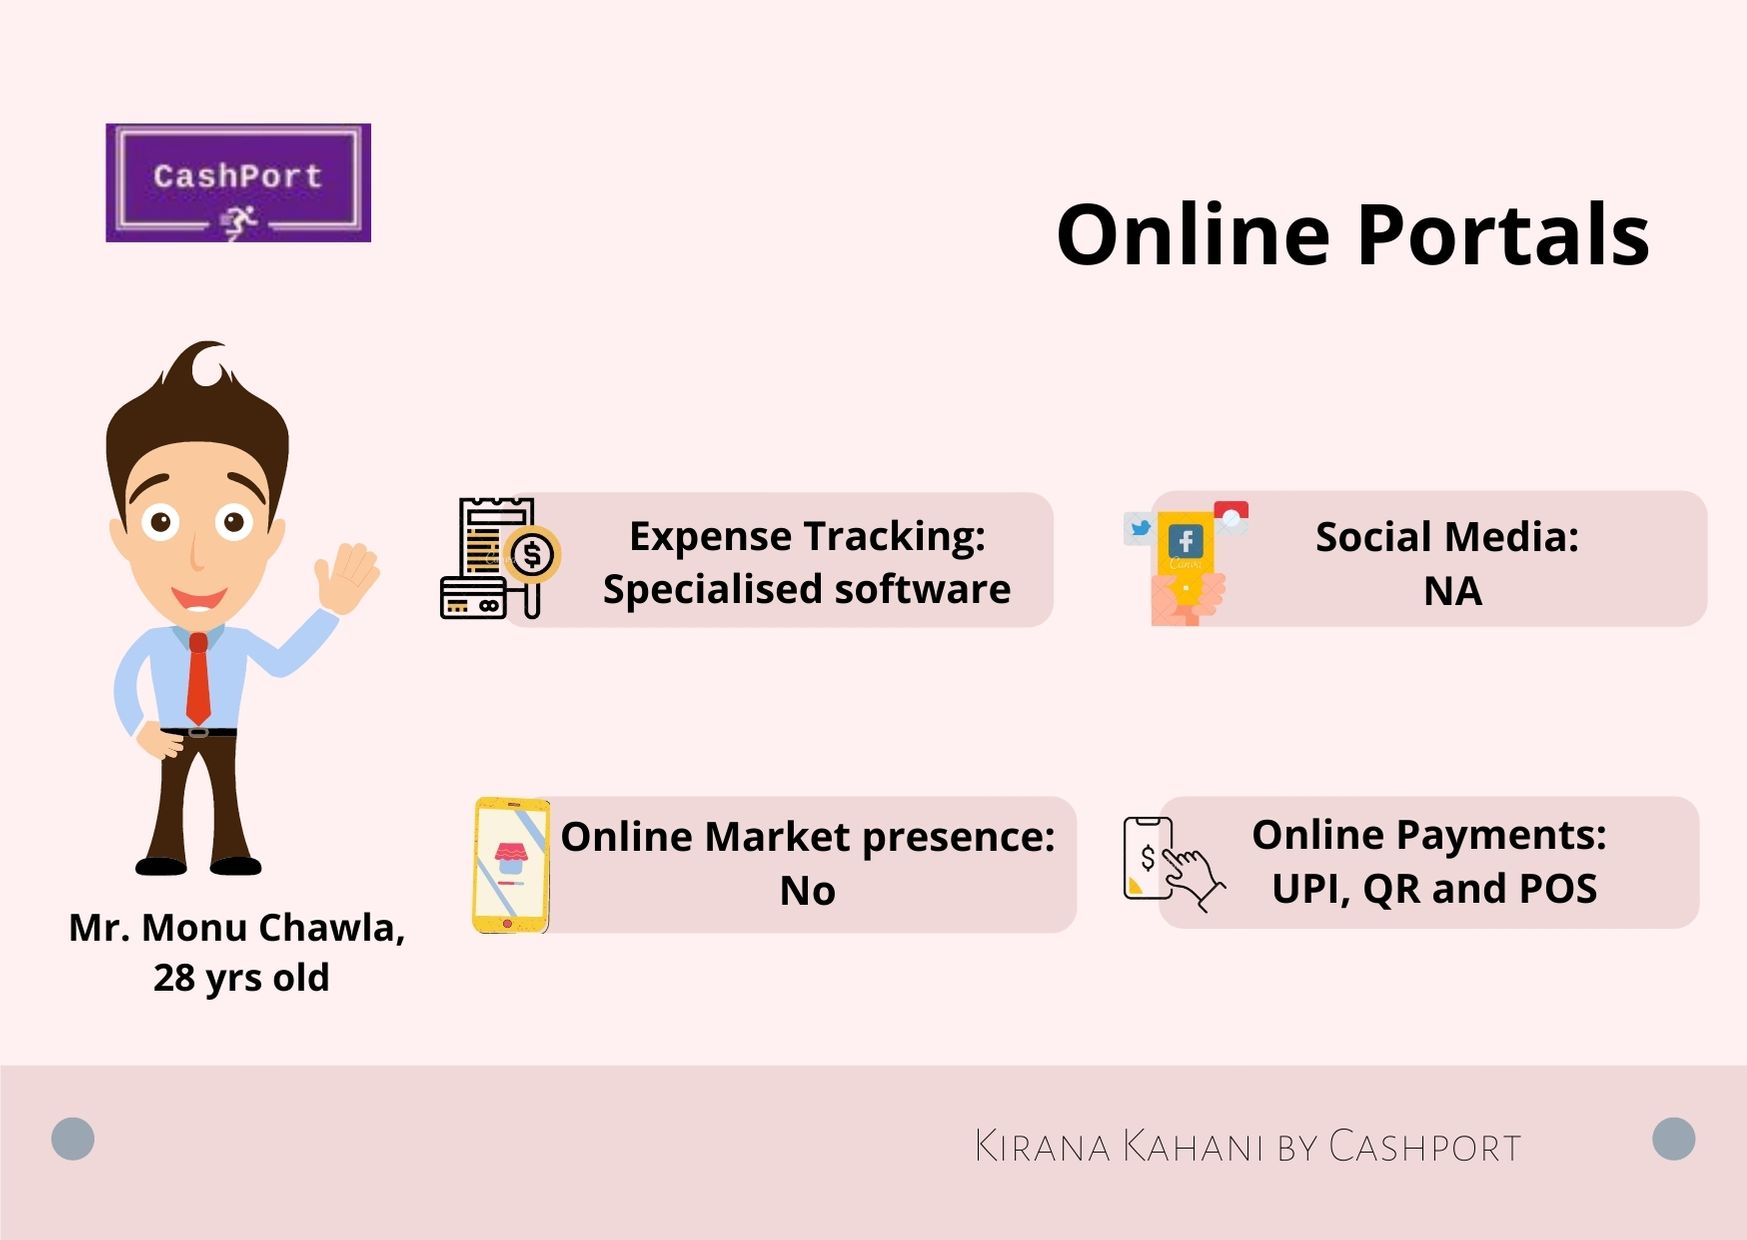 CashPort
Online Portals
Expense Tracking:
Specialised software
Social Media:
NA
Online Market presence:
No
Online Payments:
UPI, QR and POS
Mr. Monu Chawla,
28 yrs old
Kirana Kahani by Cashport